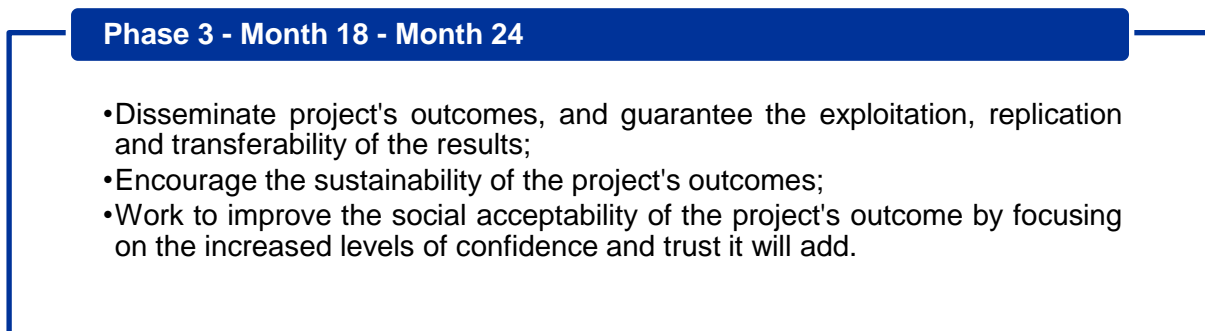 Phase 3 - Month 18 - Month 24
•Disseminate project's outcomes, and guarantee the exploitation, replication
and transferability of the results;
•Encourage the sustainability of the project's outcomes;
•Work to improve the social acceptability of the project's outcome by focusing
on the increased levels of confidence and trust it will add.